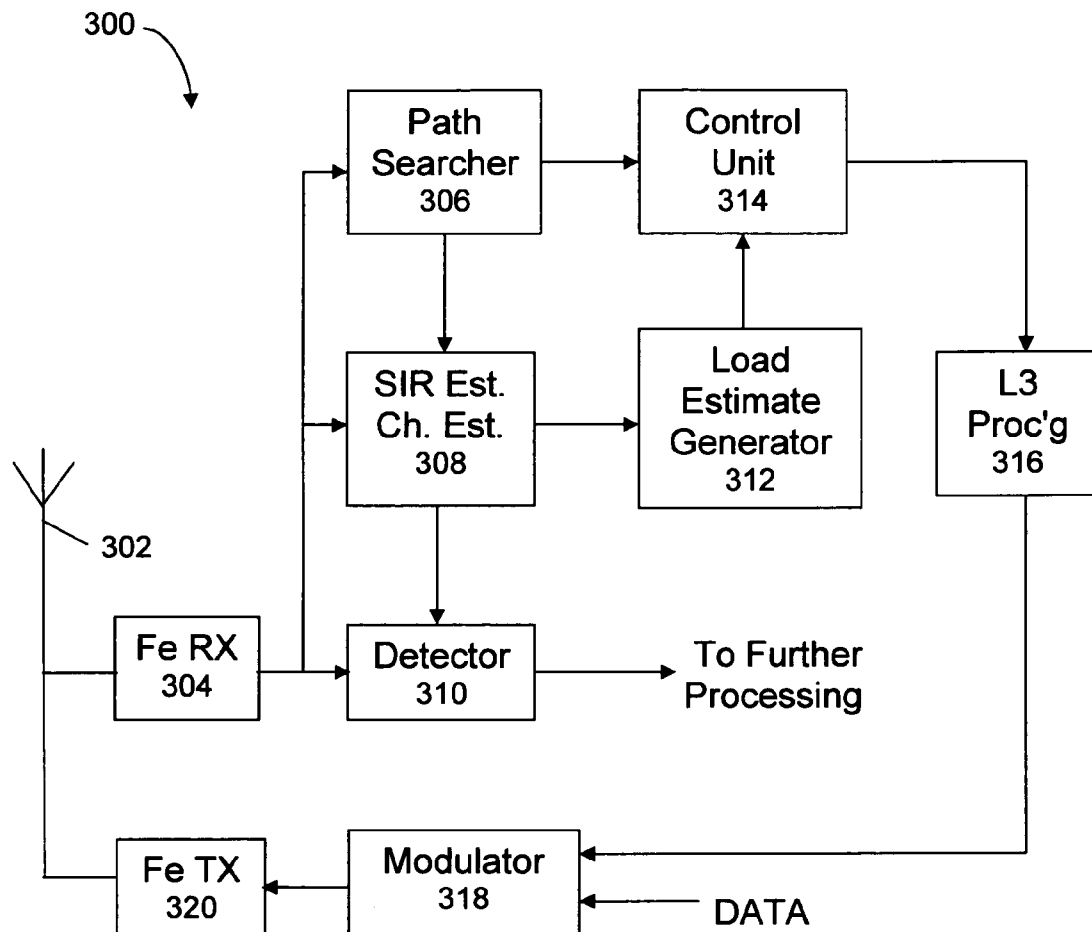 300
Path
Searcher
306
Control
Unit
314
SIR Est.
Ch. Est.
308
Load
Estimate
Generator
312
L3
Proc'g
316
302
Fe RX
304
Detector
310
To Further
Processing
Fe TX
320
Modulator
318
DATA